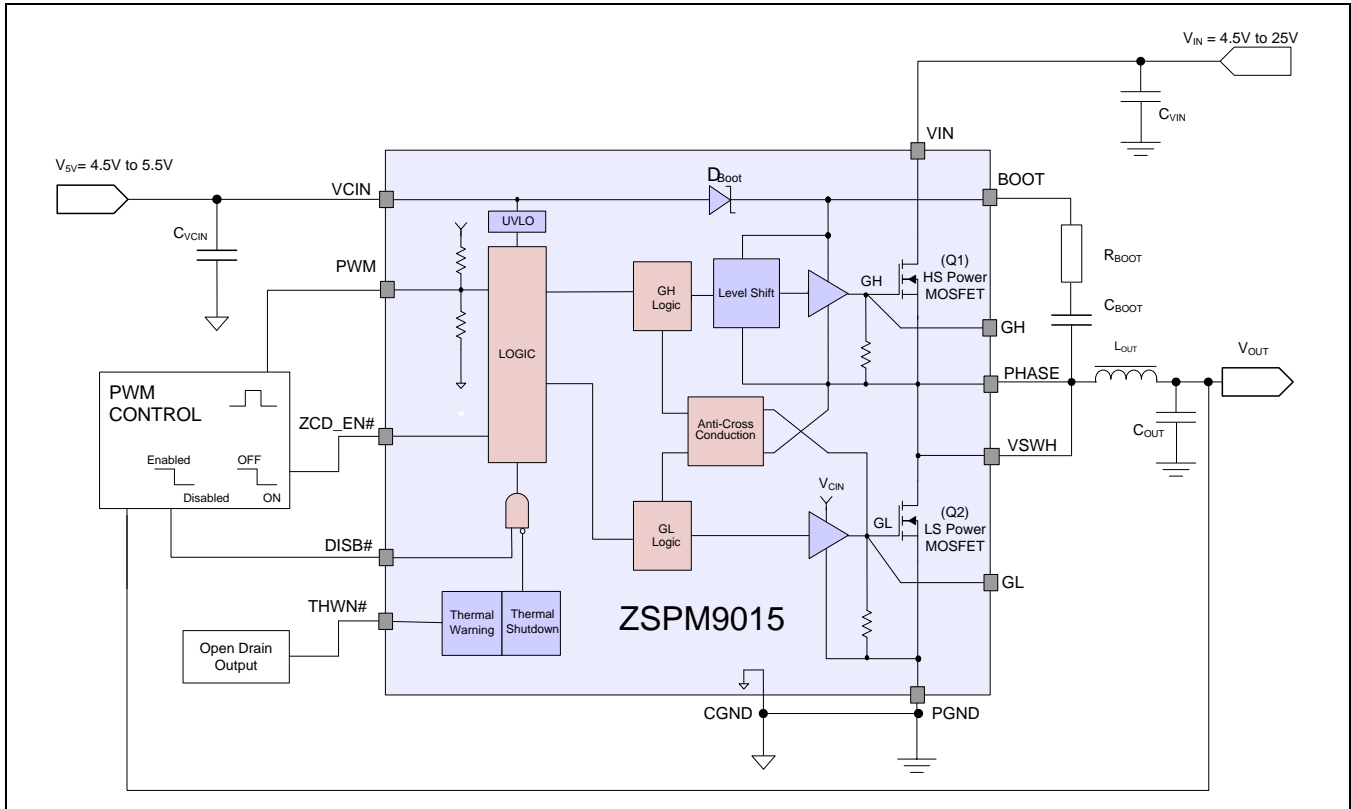 V_IN = 4.5V to 25V
C_VIN
VIN
V_5V= 4.5V to 5.5V
VCIN
D_Boot
BOOT
UVLO
C_VCIN
PWM
R_BOOT
(Q1)
HS Power
MOSFET
GH
Logic
Level Shift
GH
C_BOOT
GH
LOGIC
L_OUT
V_OUT
PHASE
PWM
CONTROL
ZCD_EN#
Anti-Cross
Conduction
C_OUT
VSWH
Enabled
OFF
Disabled
ON
V_CIN
(Q2)
LS Power
MOSFET
GL
GL
Logic
DISB#
GL
THWN#
Thermal
Warning
Thermal
Shutdown
ZSPM9015
Open Drain
Output
CGND
PGND